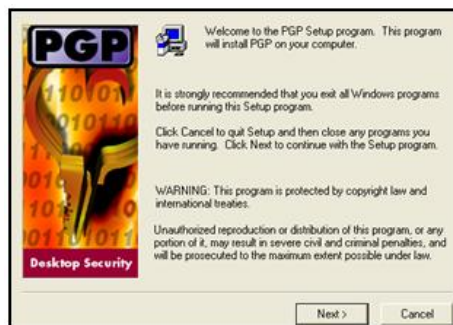 PGP
Desktop Security
Welcome to the PGP Setup program. This program
will install PGP on your computer.
It is strongly recommended that you exit all Windows programs
before running this Setup program.
Click Cancel to quit Setup and then close any programs you
have running. Click Next to continue with the Setup program.
WARNING: This program is protected by copyright law and
international treaties.
Unauthorized reproduction or distribution of this program, or any
portion of it, may result in severe civil and criminal penalties, and
will be prosecuted to the maximum extent possible under law.
Next >
Cancel